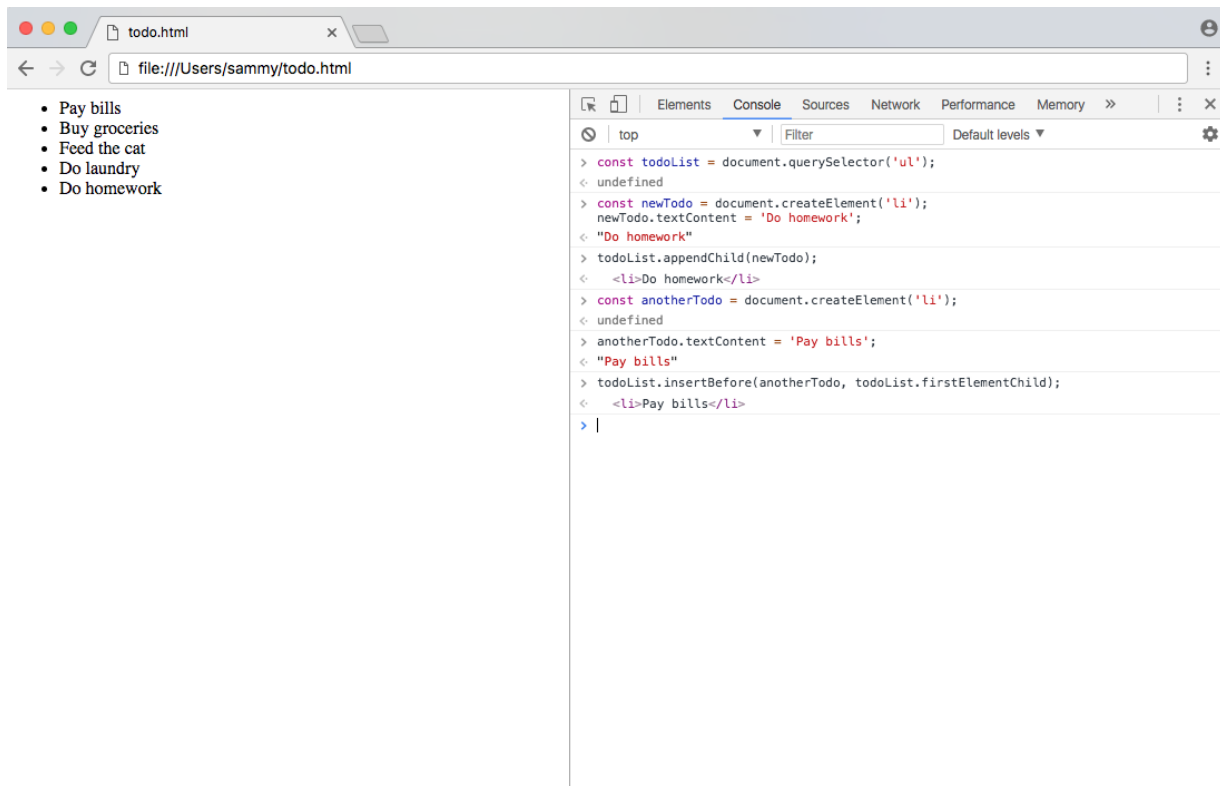 todo.html
file:///Users/sammy/todo.html
Pay bills
Buy groceries
Feed the cat
Do laundry
Do homework
Elements Console Sources Network Performance Memory »
top ▼ Filter Default levels ▼
> const todoList = document.querySelector('ul');
< undefined
> const newTodo = document.createElement('li');
newTodo.textContent = 'Do homework';
< "Do homework"
> todoList.appendChild(newTodo);
< <li>Do homework</li>
> const anotherTodo = document.createElement('li');
< undefined
> anotherTodo.textContent = 'Pay bills';
< "Pay bills"
> todoList.insertBefore(anotherTodo, todoList.firstElementChild);
< <li>Pay bills</li>
>